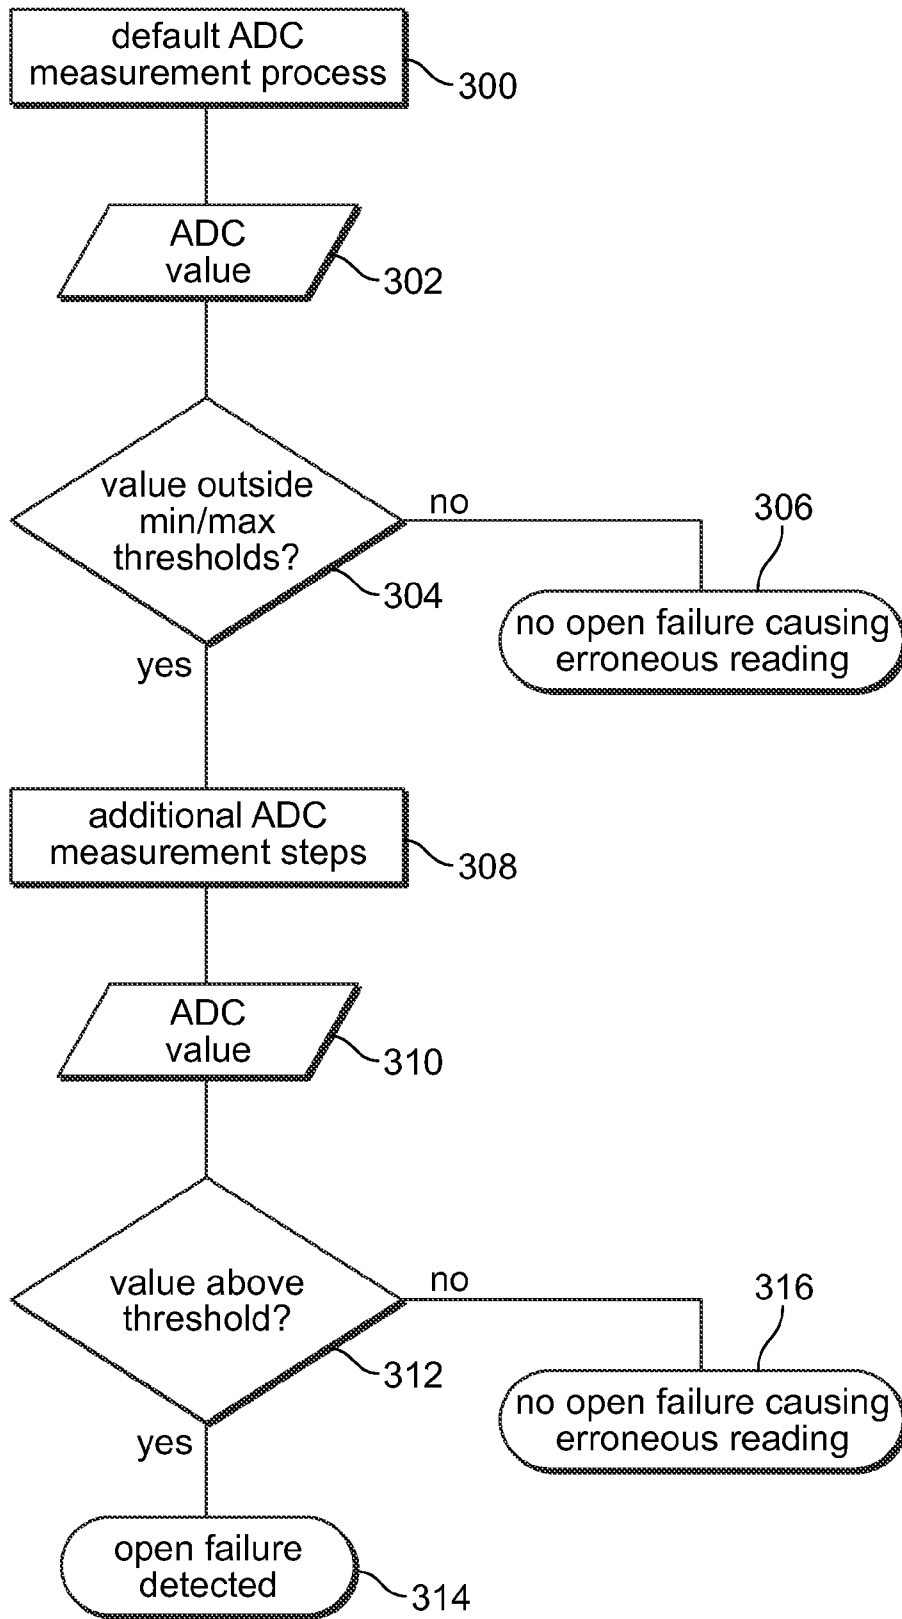 default ADC
measurement process
300
ADC
value
302
value outside
min/max
thresholds?
304
no
306
no open failure causing
erroneous reading
yes
additional ADC
measurement steps
308
ADC
value
310
value above
threshold?
312
no
316
no open failure causing
erroneous reading
yes
open failure
detected
314